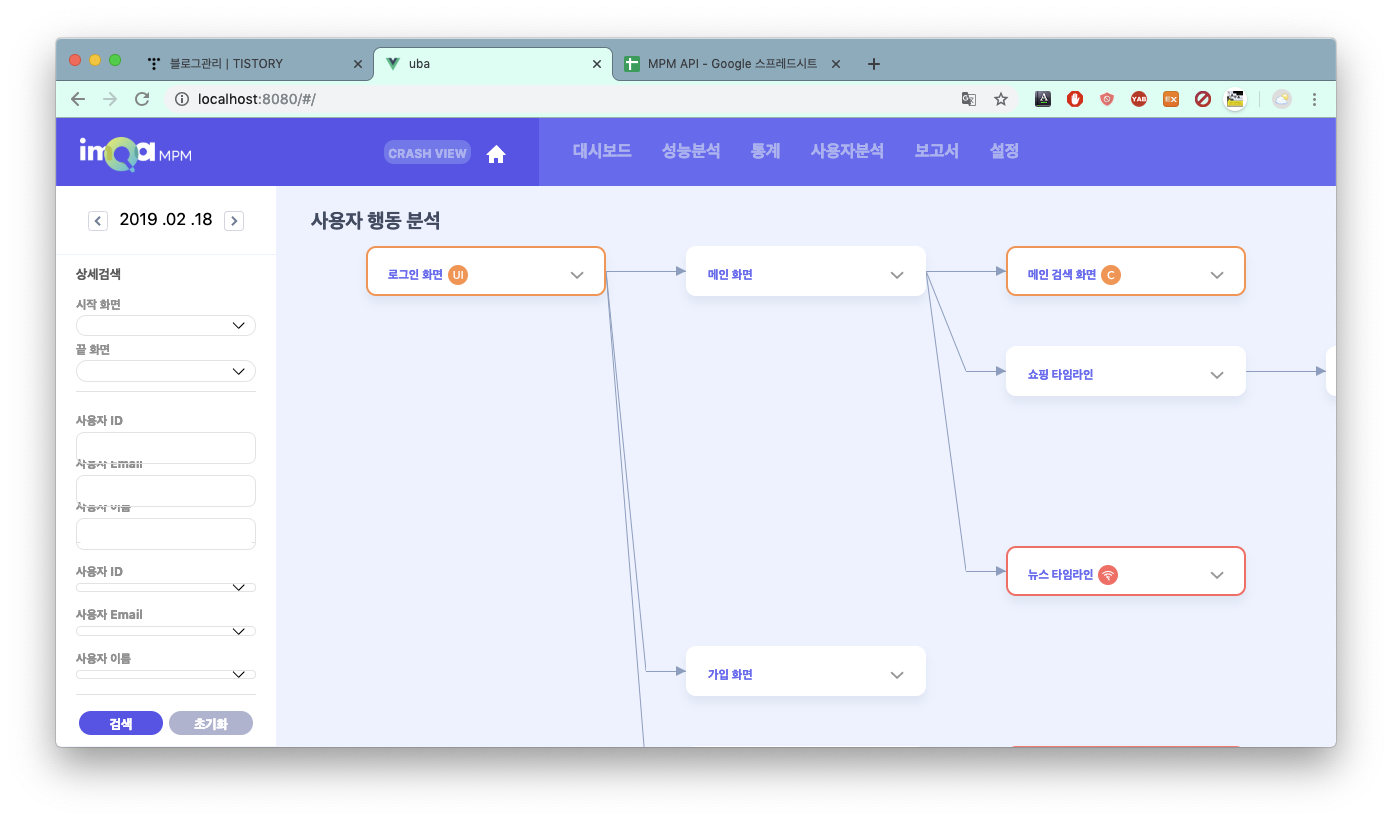 블로그관리 | TISTORY
uba
MPM API - Google 스프레드시트
localhost:8080/#/
YAB
EX
imQa MPM
CRASH VIEW
대시보드
성능분석
통계
사용자분석
보고서
설정
2019 .02 .18
상세검색
시작 화면
끝 화면
사용자 ID
사용자 Email
사용자 이름
사용자 ID
사용자 Email
사용자 이름
검색
초기화
사용자 행동 분석
로그인 화면 UI
메인 화면
메인 검색 화면 C
쇼핑 타임라인
뉴스 타임라인
가입 화면